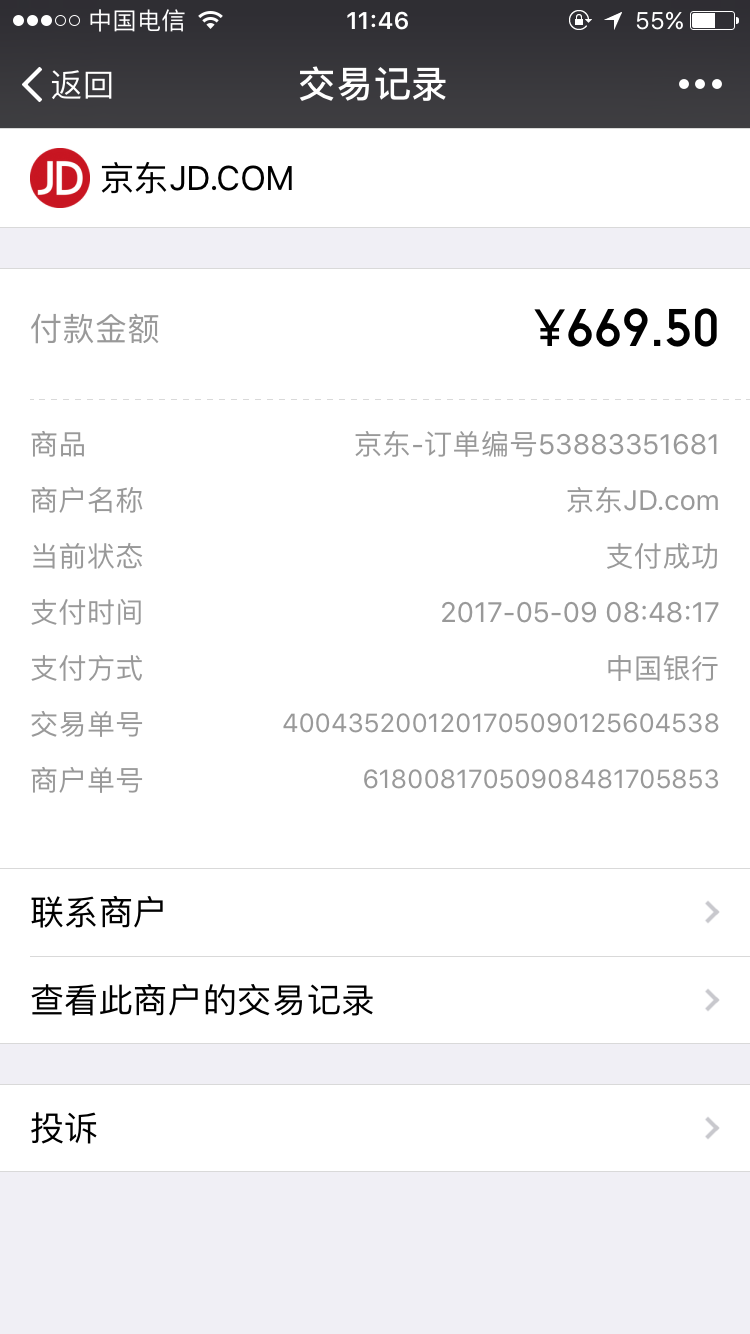 中国电信 11:46 55%
返回 交易记录
JD 京东JD.COM
付款金额 ¥669.50
商品 京东-订单编号53883351681
商户名称 京东JD.com
当前状态 支付成功
支付时间 2017-05-09 08:48:17
支付方式 中国银行
交易单号 4004352001201705090125604538
商户单号 61800817050908481705853
联系商户
查看此商户的交易记录
投诉